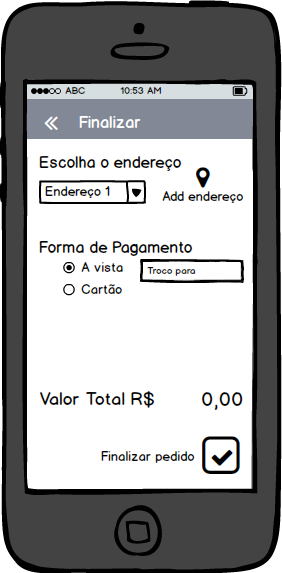 ABC 10:53 AM
Finalizar
Escolha o endereço
Endereço 1
Add endereço
Forma de Pagamento
A vista
Troco para
Cartão
Valor Total R$ 0,00
Finalizar pedido